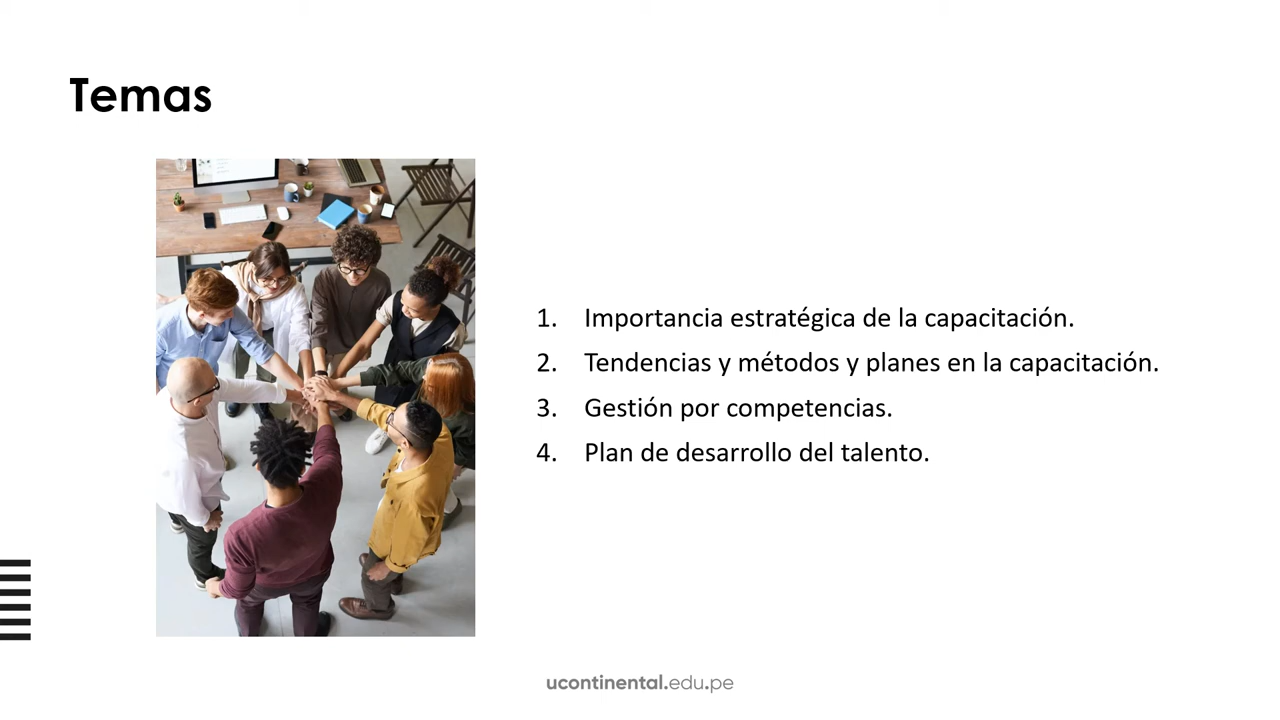 Temas
1. Importancia estratégica de la capacitación.
2. Tendencias y métodos y planes en la capacitación.
3. Gestión por competencias.
4. Plan de desarrollo del talento.
ucontinental.edu.pe